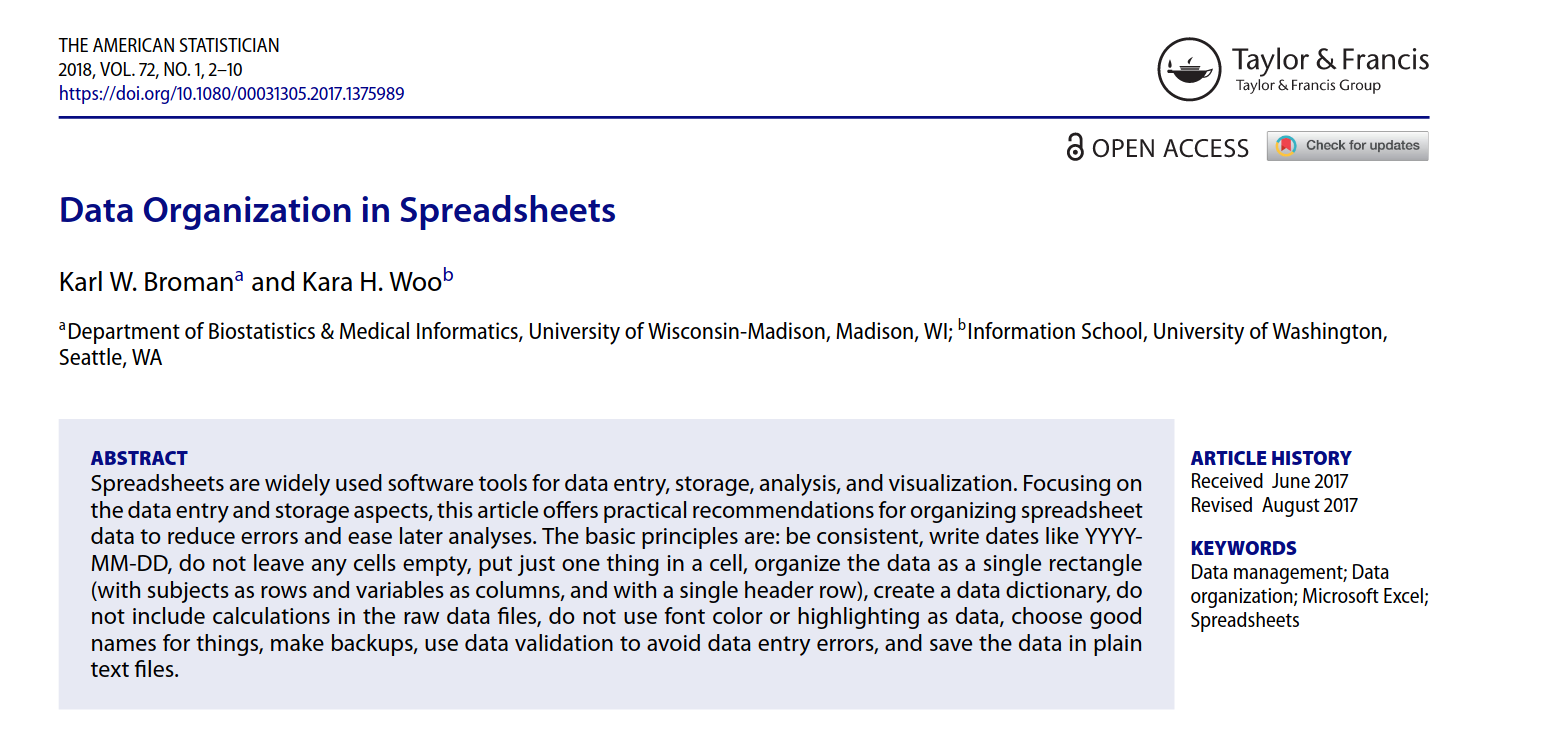 THE AMERICAN STATISTICIAN
2018, VOL. 72, NO. 1, 2–10
https://doi.org/10.1080/00031305.2017.1375989
Taylor & Francis
Taylor & Francis Group
OPEN ACCESS
Check for updates
Data Organization in Spreadsheets
Karl W. Bromanᵃ and Kara H. Wooᵇ
ᵃDepartment of Biostatistics & Medical Informatics, University of Wisconsin-Madison, Madison, WI; ᵇInformation School, University of Washington,
Seattle, WA
ABSTRACT
Spreadsheets are widely used software tools for data entry, storage, analysis, and visualization. Focusing on
the data entry and storage aspects, this article offers practical recommendations for organizing spreadsheet
data to reduce errors and ease later analyses. The basic principles are: be consistent, write dates like YYYY-
MM-DD, do not leave any cells empty, put just one thing in a cell, organize the data as a single rectangle
(with subjects as rows and variables as columns, and with a single header row), create a data dictionary, do
not include calculations in the raw data files, do not use font color or highlighting as data, choose good
names for things, make backups, use data validation to avoid data entry errors, and save the data in plain
text files.
ARTICLE HISTORY
Received June 2017
Revised August 2017
KEYWORDS
Data management; Data
organization; Microsoft Excel;
Spreadsheets